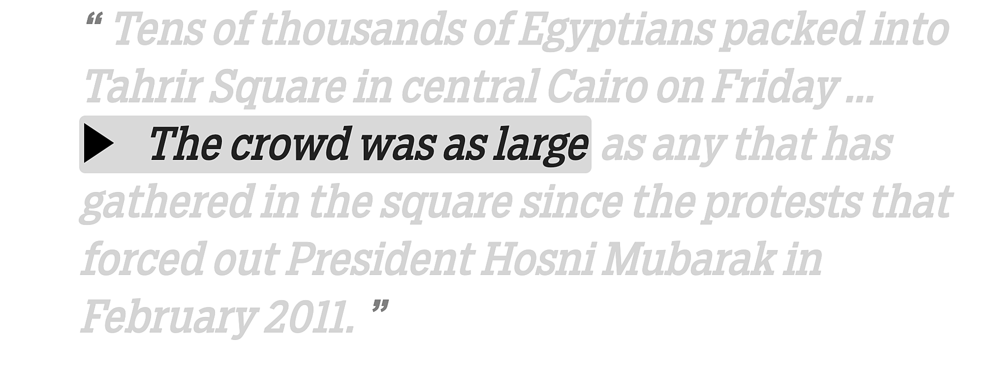 “ Tens of thousands of Egyptians packed into
Tahrir Square in central Cairo on Friday ...
The crowd was as large as any that has
gathered in the square since the protests that
forced out President Hosni Mubarak in
February 2011. ”